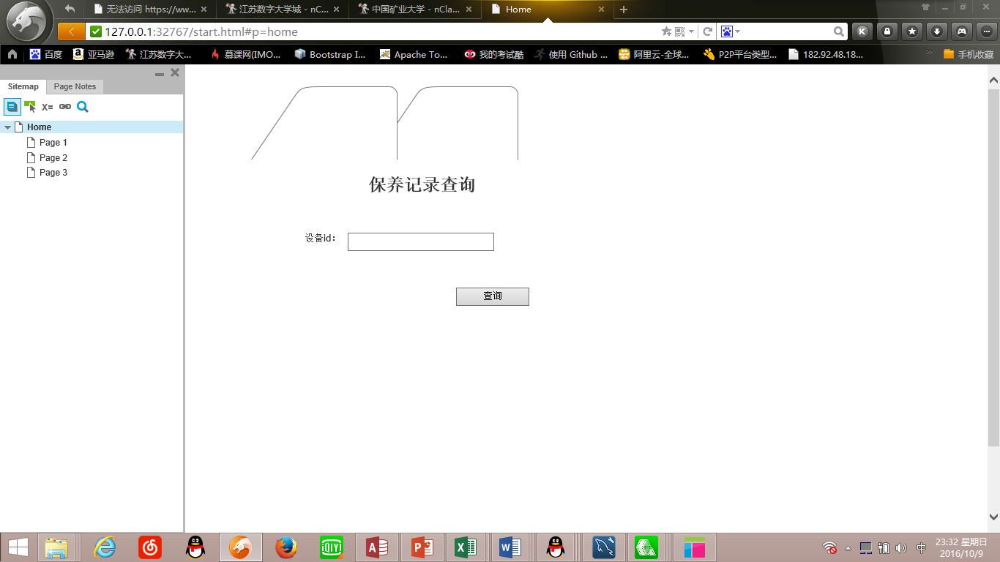 无法访问 https://ww...
江苏数字大学城 - nC...
中国矿业大学 - nCla...
Home
127.0.0.1:32767/start.html#p=home
K
百度
亚马逊
江苏数字大...
慕课网(IMO...
Bootstrap I...
Apache To...
我的考试酷
使用 Github ...
阿里云-全球...
P2P平台类型...
182.92.48.18...
手机收藏
Sitemap
Page Notes
X=
Home
Page 1
Page 2
Page 3
保养记录查询
设备id：
查询
QIYI
中
23:32 星期日
2016/10/9